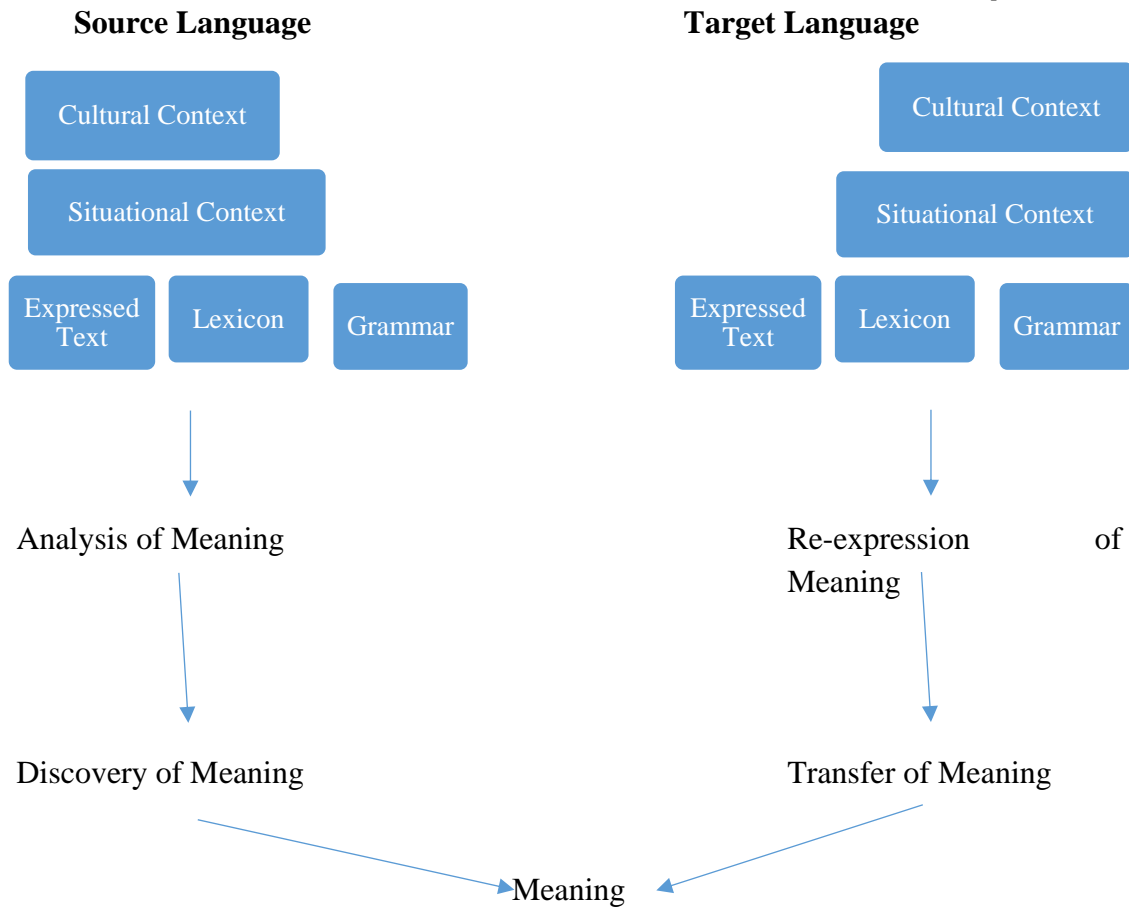 Source Language
Target Language
Cultural Context
Cultural Context
Situational Context
Situational Context
Expressed
Text
Lexicon
Grammar
Expressed
Text
Lexicon
Grammar
Analysis of Meaning
Re-expression of
Meaning
Discovery of Meaning
Transfer of Meaning
Meaning